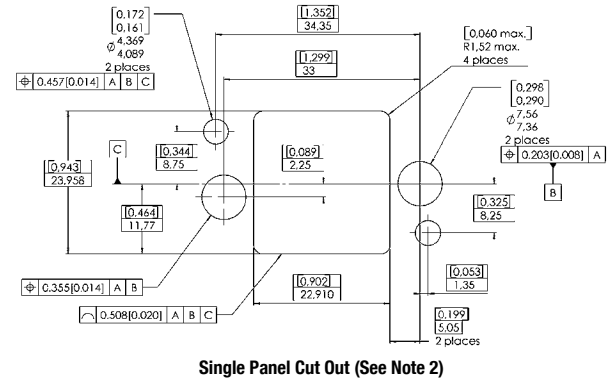 [0,172]
[0,161]
⌀ 4,369
4,089
2 places
⌖ 0.457[0.014] A B C
[1,352]
34,35
[1,299]
33
[0,060 max.]
R1,52 max.
4 places
[0,298]
[0,290]
⌀ 7,56
7,36
2 places
⌖ 0.203[0.008] A
B
C
[0,943]
23,958
[0,344]
8,75
[0,089]
2,25
[0,464]
11,77
[0,325]
8,25
⌖ 0,355[0.014] A B
⌓ 0.508[0.020] A B C
[0,902]
22,910
[0,053]
1,35
[0,199]
5,05
2 places
Single Panel Cut Out (See Note 2)